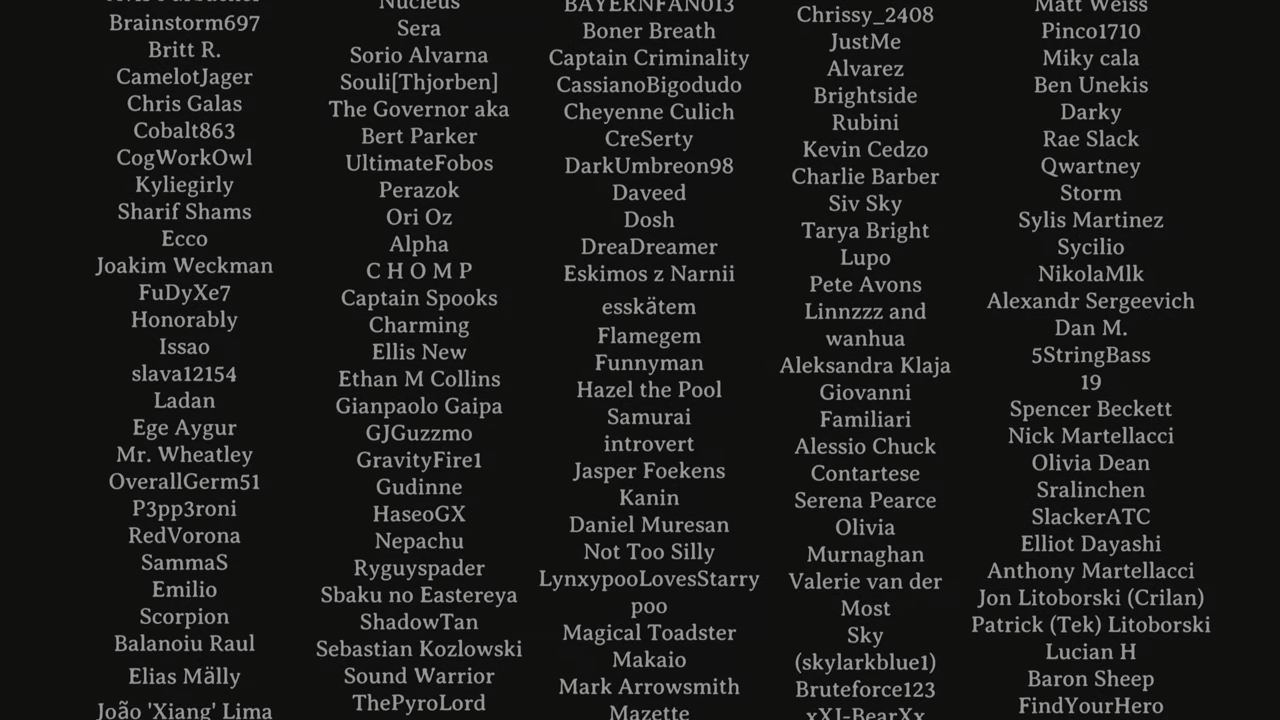 Brainstorm697
Britt R.
CamelotJager
Chris Galas
Cobalt863
CogWorkOwl
Kyliegirly
Sharif Shams
Ecco
Joakim Weckman
FuDyXe7
Honorably
Issao
slava12154
Ladan
Ege Aygur
Mr. Wheatley
OverallGerm51
P3pp3roni
RedVorona
SammaS
Emilio
Scorpion
Balanoiu Raul
Elias Mälly
João 'Xiang' Lima
Nucleus
Sera
Sorio Alvarna
Souli[Thjorben]
The Governor aka
Bert Parker
UltimateFobos
Perazok
Ori Oz
Alpha
C H O M P
Captain Spooks
Charming
Ellis New
Ethan M Collins
Gianpaolo Gaipa
GJGuzzmo
GravityFire1
Gudinne
HaseoGX
Nepachu
Ryguyspader
Sbaku no Eastereya
ShadowTan
Sebastian Kozlowski
Sound Warrior
ThePyroLord
BAYERNFAN013
Boner Breath
Captain Criminality
CassianoBigodudo
Cheyenne Culich
CreSerty
DarkUmbreon98
Daveed
Dosh
DreaDreamer
Eskimos z Narnii
esskätem
Flamegem
Funnyman
Hazel the Pool
Samurai
introvert
Jasper Foekens
Kanin
Daniel Muresan
Not Too Silly
LynxypooLovesStarry
poo
Magical Toadster
Makaio
Mark Arrowsmith
Mazette
Chrissy_2408
JustMe
Alvarez
Brightside
Rubini
Kevin Cedzo
Charlie Barber
Siv Sky
Tarya Bright
Lupo
Pete Avons
Linnzzz and
wanhua
Aleksandra Klaja
Giovanni
Familiari
Alessio Chuck
Contartese
Serena Pearce
Olivia
Murnaghan
Valerie van der
Most
Sky
(skylarkblue1)
Bruteforce123
xXJ-BearXx
Matt Weiss
Pinco1710
Miky cala
Ben Unekis
Darky
Rae Slack
Qwartney
Storm
Sylis Martinez
Sycilio
NikolaMlk
Alexandr Sergeevich
Dan M.
5StringBass
19
Spencer Beckett
Nick Martellacci
Olivia Dean
Sralinchen
SlackerATC
Elliot Dayashi
Anthony Martellacci
Jon Litoborski (Crilan)
Patrick (Tek) Litoborski
Lucian H
Baron Sheep
FindYourHero